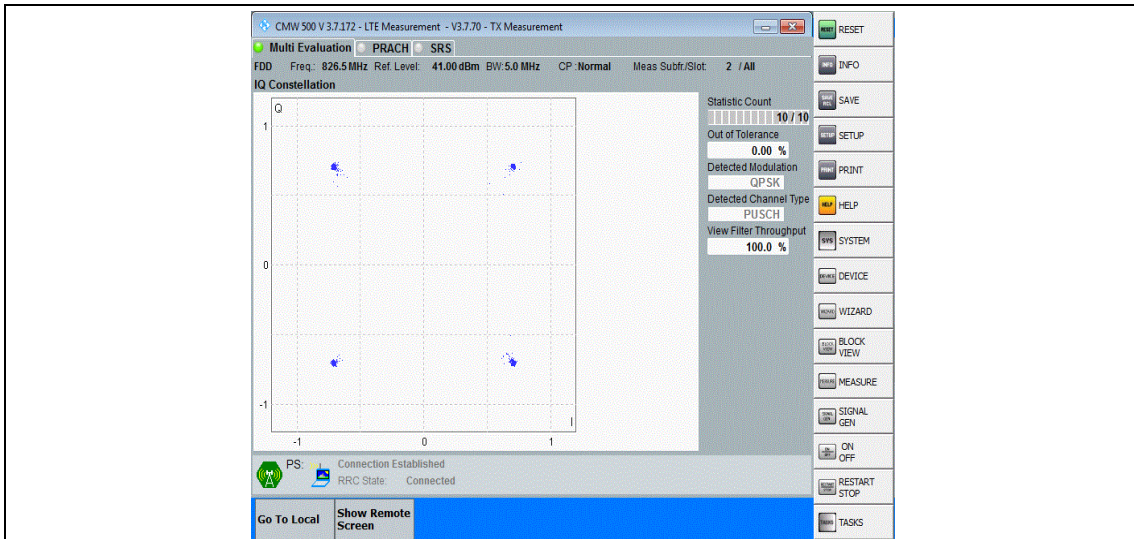 CMW 500 V 3.7.172 - LTE Measurement - V3.7.70 - TX Measurement
Multi Evaluation PRACH SRS
FDD Freq.: 826.5 MHz Ref. Level: 41.00 dBm BW: 5.0 MHz CP : Normal Meas Subfr./Slot: 2 / All
IQ Constellation
Q
1
0
-1
I
-1 0 1
Statistic Count
10 / 10
Out of Tolerance
0.00 %
Detected Modulation
QPSK
Detected Channel Type
PUSCH
View Filter Throughput
100.0 %
PS: Connection Established
RRC State: Connected
Go To Local
Show Remote
Screen
RESET
INFO
SAVE
SETUP
PRINT
HELP
SYS SYSTEM
DEVICE
WIZARD
BLOCK
VIEW
MEASURE
SIGNAL
GEN
ON
OFF
RESTART
STOP
TASKS